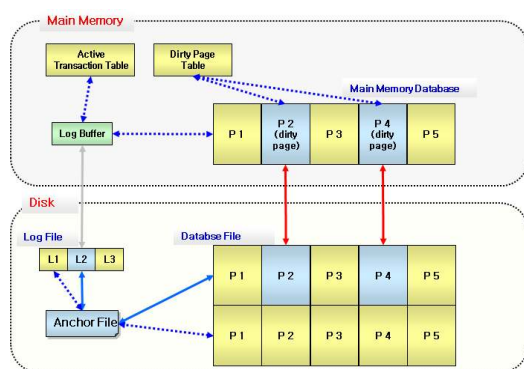 Main Memory
Active
Transaction Table
Dirty Page
Table
Main Memory Database
Log Buffer
P 1
P 2
(dirty
page)
P 3
P 4
(dirty
page)
P 5
Disk
Log File
Databse File
L1 L2 L3
P 1 P 2 P 3 P 4 P 5
Anchor File
P 1 P 2 P 3 P 4 P 5